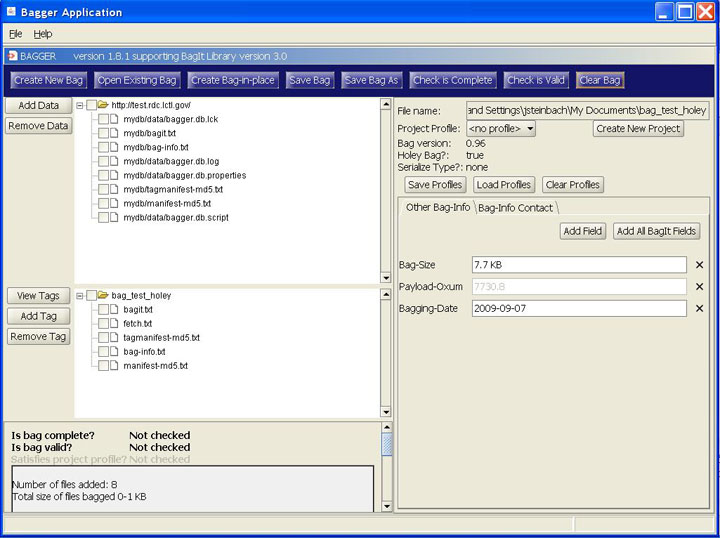 Bagger Application
File Help
BAGGER version 1.8.1 supporting BagIt Library version 3.0
Create New Bag Open Existing Bag Create Bag-in-place Save Bag Save Bag As Check is Complete Check is Valid Clear Bag
Add Data
Remove Data
http://test.rdc.lctl.gov/
mydb/data/bagger.db.lck
mydb/bagit.txt
mydb/bag-info.txt
mydb/data/bagger.db.log
mydb/data/bagger.db.properties
mydb/tagmanifest-md5.txt
mydb/manifest-md5.txt
mydb/data/bagger.db.script
View Tags
Add Tag
Remove Tag
bag_test_holey
bagit.txt
fetch.txt
tagmanifest-md5.txt
bag-info.txt
manifest-md5.txt
Is bag complete? Not checked
Is bag valid? Not checked
Satisfies project profile? Not checked
Number of files added: 8
Total size of files bagged 0-1 KB
File name: and Settings\jsteinbach\My Documents\bag_test_holey
Project Profile: <no profile> Create New Project
Bag version: 0.96
Holey Bag?: true
Serialize Type?: none
Save Profiles Load Profiles Clear Profiles
Other Bag-Info Bag-Info Contact
Add Field Add All BagIt Fields
Bag-Size 7.7 KB
Payload-Oxum 7730.8
Bagging-Date 2009-09-07